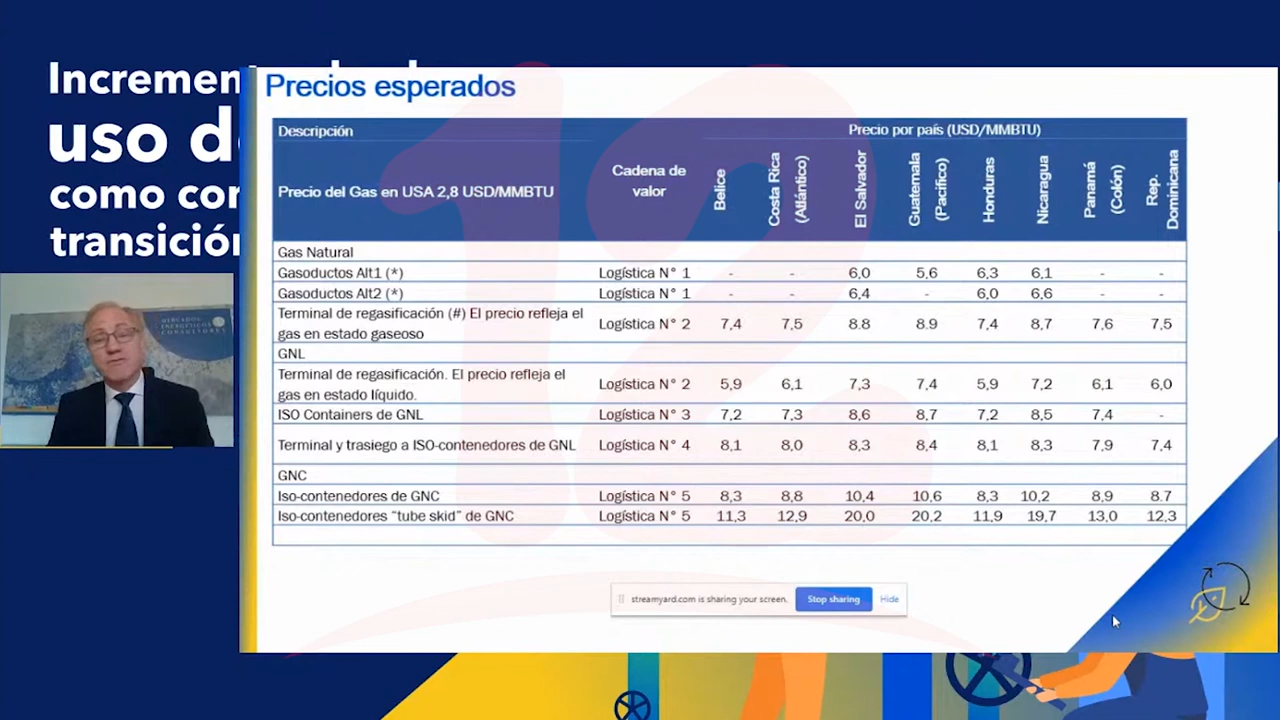 Incremen
uso d
como co
transició
MERCADOS
ENERGÉTICOS
CONSULTORES
Precios esperados
Descripción Precio por país (USD/MMBTU)
Precio del Gas en USA 2,8 USD/MMBTU Cadena de valor Belice Costa Rica (Atlántico) El Salvador Guatemala (Pacífico) Honduras Nicaragua Panamá (Colón) Rep. Dominicana
Gas Natural
Gasoductos Alt1 (*) Logística N° 1 - - 6,0 5,6 6,3 6,1 - -
Gasoductos Alt2 (*) Logística N° 1 - - 6,4 - 6,0 6,6 - -
Terminal de regasificación (#) El precio refleja el
gas en estado gaseoso Logística N° 2 7,4 7,5 8.8 8.9 7,4 8,7 7,6 7.5
GNL
Terminal de regasificación. El precio refleja el
gas en estado líquido. Logística N° 2 5,9 6,1 7,3 7,4 5,9 7,2 6,1 6,0
ISO Containers de GNL Logística N° 3 7,2 7,3 8,6 8,7 7,2 8,5 7,4 -
Terminal y trasiego a ISO-contenedores de GNL Logística N° 4 8,1 8,0 8,3 8,4 8,1 8,3 7,9 7,4
GNC
Iso-contenedores de GNC Logística N° 5 8,3 8,8 10,4 10,6 8,3 10,2 8,9 8.7
Iso-contenedores "tube skid" de GNC Logística N° 5 11,3 12,9 20,0 20,2 11,9 19,7 13,0 12,3
12
streamyard.com is sharing your screen. Stop sharing Hide